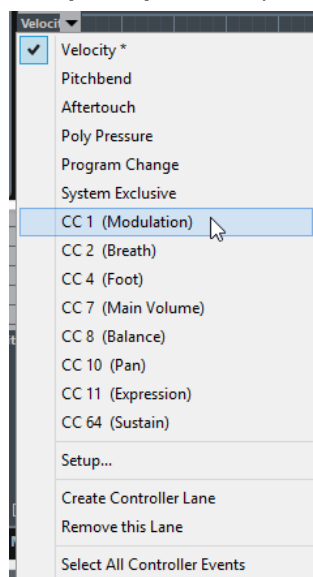 Velocity *
Pitchbend
Aftertouch
Poly Pressure
Program Change
System Exclusive
CC 1 (Modulation)
CC 2 (Breath)
CC 4 (Foot)
CC 7 (Main Volume)
CC 8 (Balance)
CC 10 (Pan)
CC 11 (Expression)
CC 64 (Sustain)
Setup...
Create Controller Lane
Remove this Lane
Select All Controller Events